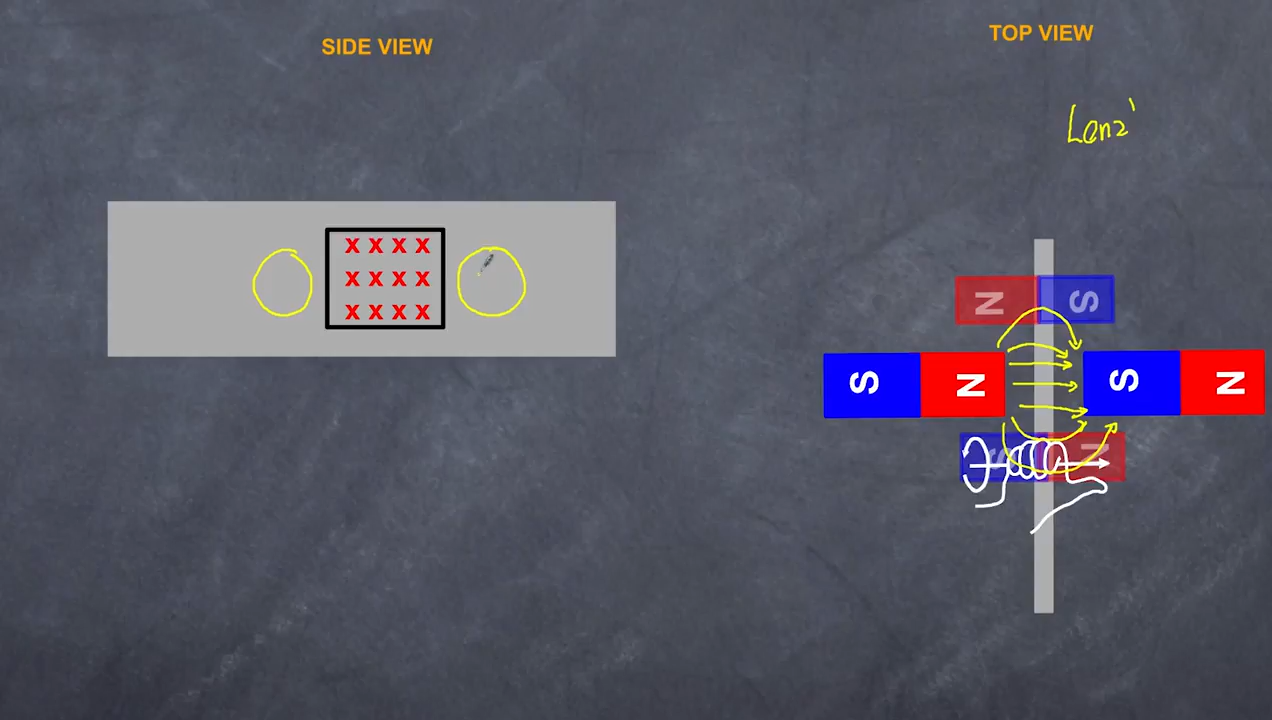 SIDE VIEW
TOP VIEW
Lenz'
X X X X
X X X X
X X X X
N S
S N S N
S N